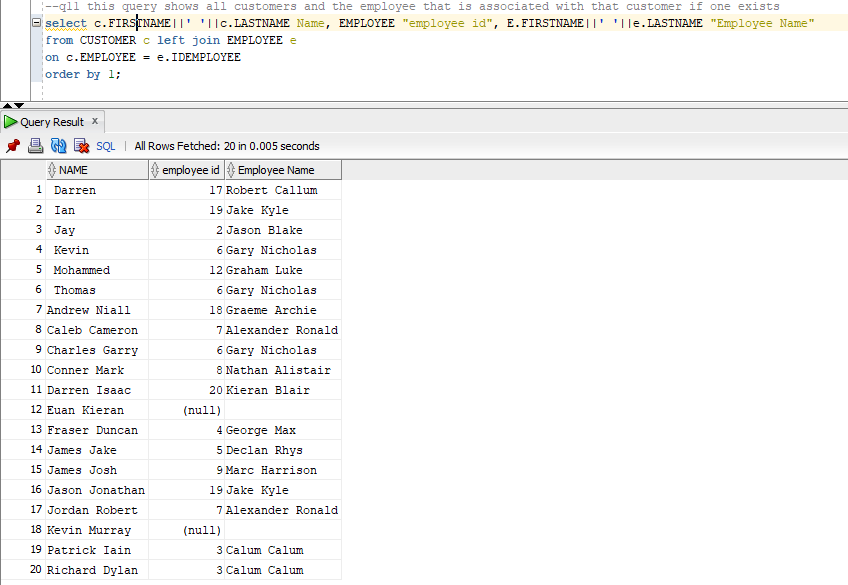 --q11 this query shows all customers and the employee that is associated with that customer if one exists
select c.FIRSTNAME||' '||c.LASTNAME Name, EMPLOYEE "employee id", E.FIRSTNAME||' '||e.LASTNAME "Employee Name"
from CUSTOMER c left join EMPLOYEE e
on c.EMPLOYEE = e.IDEMPLOYEE
order by 1;
Query Result x
SQL | All Rows Fetched: 20 in 0.005 seconds
NAME employee id Employee Name
1 Darren 17 Robert Callum
2 Ian 19 Jake Kyle
3 Jay 2 Jason Blake
4 Kevin 6 Gary Nicholas
5 Mohammed 12 Graham Luke
6 Thomas 6 Gary Nicholas
7 Andrew Niall 18 Graeme Archie
8 Caleb Cameron 7 Alexander Ronald
9 Charles Garry 6 Gary Nicholas
10 Conner Mark 8 Nathan Alistair
11 Darren Isaac 20 Kieran Blair
12 Euan Kieran (null)
13 Fraser Duncan 4 George Max
14 James Jake 5 Declan Rhys
15 James Josh 9 Marc Harrison
16 Jason Jonathan 19 Jake Kyle
17 Jordan Robert 7 Alexander Ronald
18 Kevin Murray (null)
19 Patrick Iain 3 Calum Calum
20 Richard Dylan 3 Calum Calum